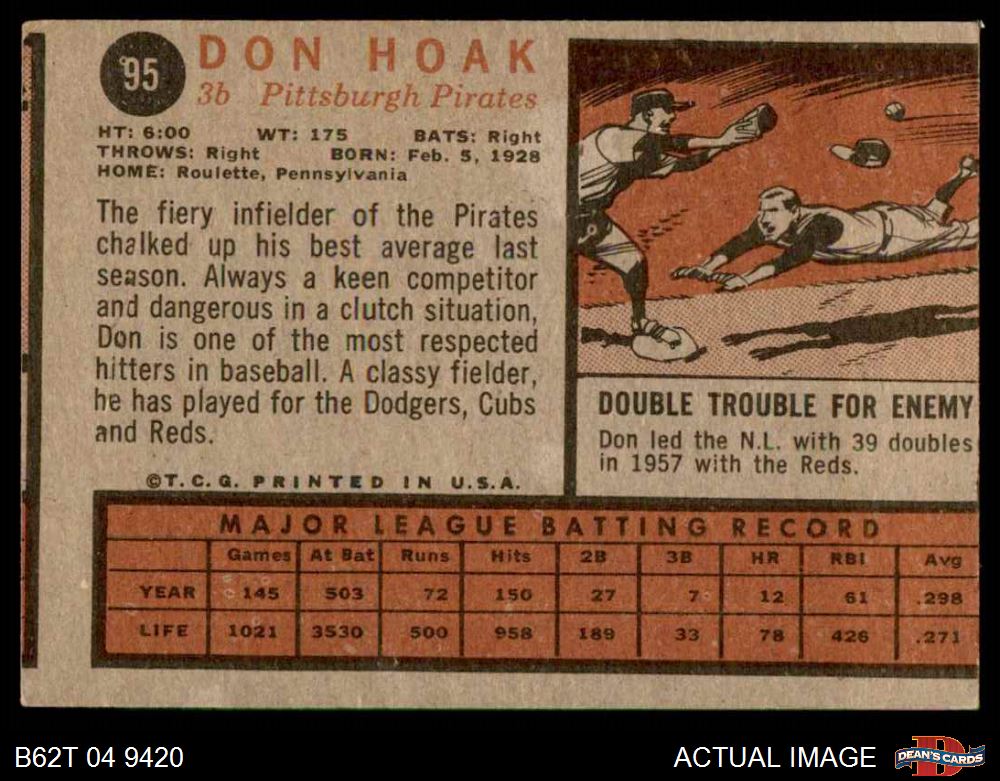 95
DON HOAK
3b Pittsburgh Pirates
HT: 6:00 WT: 175 BATS: Right
THROWS: Right BORN: Feb. 5, 1928
HOME: Roulette, Pennsylvania
The fiery infielder of the Pirates
chalked up his best average last
season. Always a keen competitor
and dangerous in a clutch situation,
Don is one of the most respected
hitters in baseball. A classy fielder,
he has played for the Dodgers, Cubs
and Reds.
©T.C.G. PRINTED IN U.S.A.
DOUBLE TROUBLE FOR ENEMY
Don led the N.L. with 39 doubles
in 1957 with the Reds.
MAJOR LEAGUE BATTING RECORD
Games At Bat Runs Hits 2B 3B HR RBI Avg
YEAR 145 503 72 150 27 7 12 61 .298
LIFE 1021 3530 500 958 189 33 78 426 .271
B62T 04 9420
ACTUAL IMAGE
D
DEAN'S CARDS